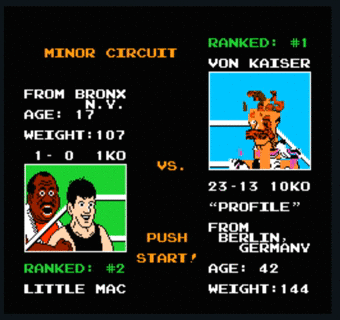 MINOR CIRCUIT
FROM BRONX
N.Y.
AGE: 17
WEIGHT:107
1- 0 1KO
RANKED: #2
LITTLE MAC
VS.
PUSH
START!
RANKED: #1
VON KAISER
23-13 10KO
“PROFILE”
FROM
BERLIN,
GERMANY
AGE: 42
WEIGHT:144